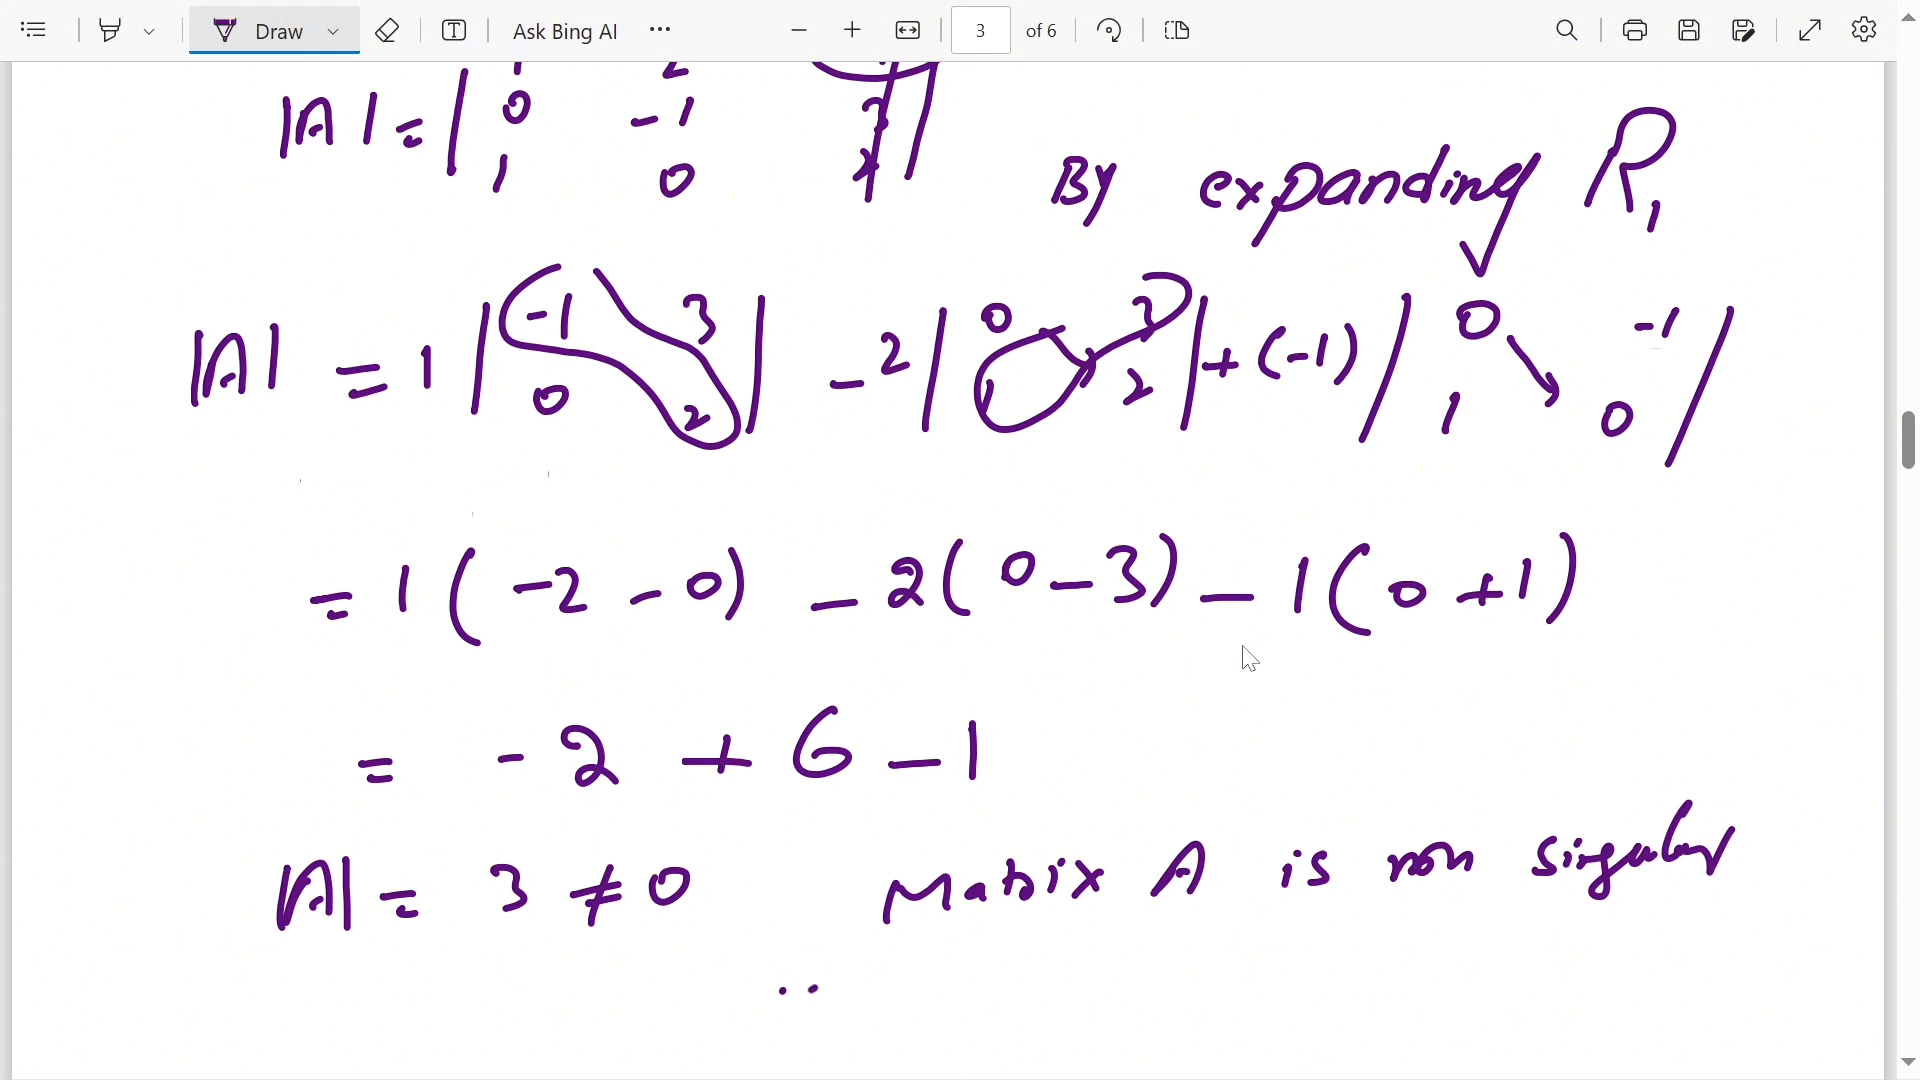 Draw Ask Bing AI 3 of 6
1 2
|A| = | 0 -1 3 |
1 0 2
By expanding R₁
|A| = 1 | -1 3 | - 2 | 0 3 | + (-1) | 0 -1 |
0 2 1 2 1 0
= 1 ( -2 - 0) - 2( 0 - 3) - 1( 0 + 1)
= - 2 + 6 - 1
|A| = 3 ≠ 0 Matrix A is non singular